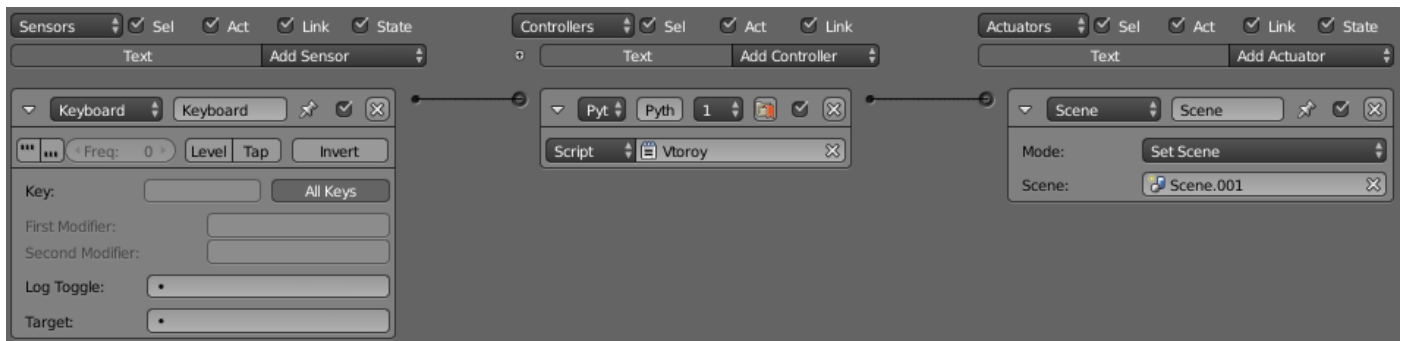 Sensors Sel Act Link State Controllers Sel Act Link Actuators Sel Act Link State
Text Add Sensor Text Add Controller Text Add Actuator
Keyboard Keyboard Pyt Pyth 1 Scene Scene
Freq: 0 Level Tap Invert Script Vtoroy Mode: Set Scene
Key: All Keys Scene: Scene.001
First Modifier:
Second Modifier:
Log Toggle:
Target: